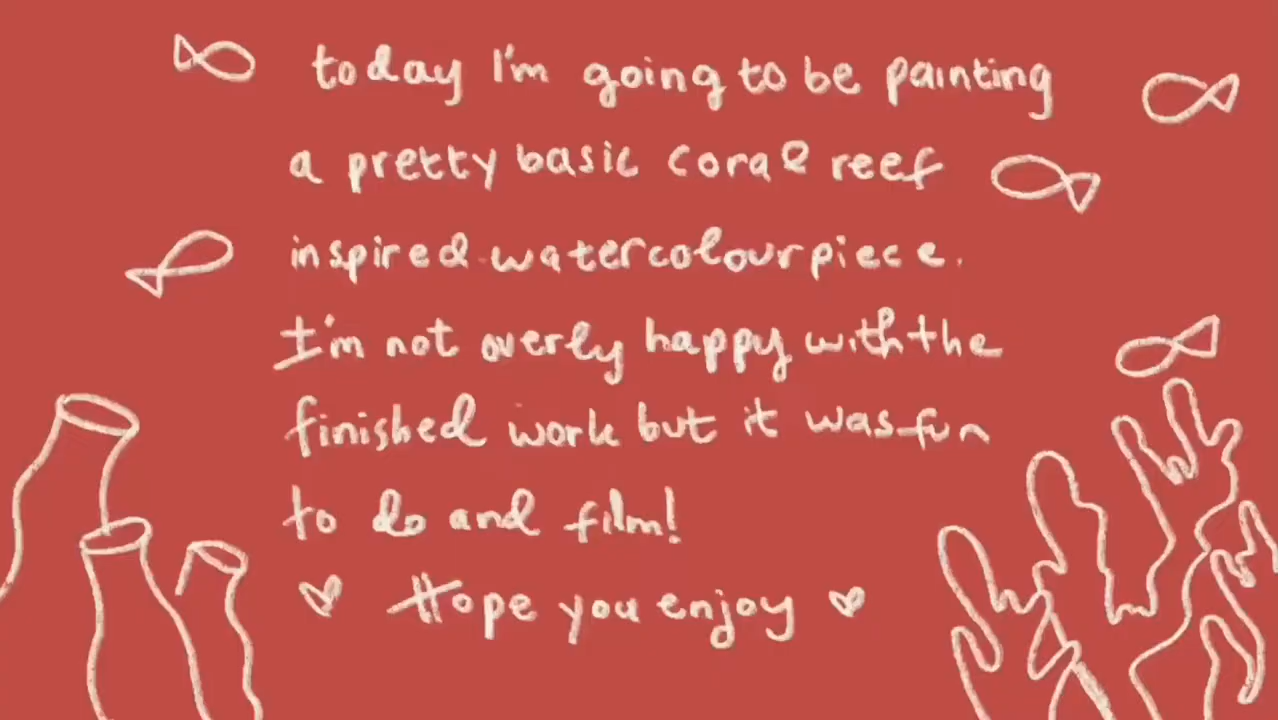 today I'm going to be painting
a pretty basic coral reef
inspired watercolour piece.
I'm not overly happy with the
finished work but it was fun
to do and film!
Hope you enjoy